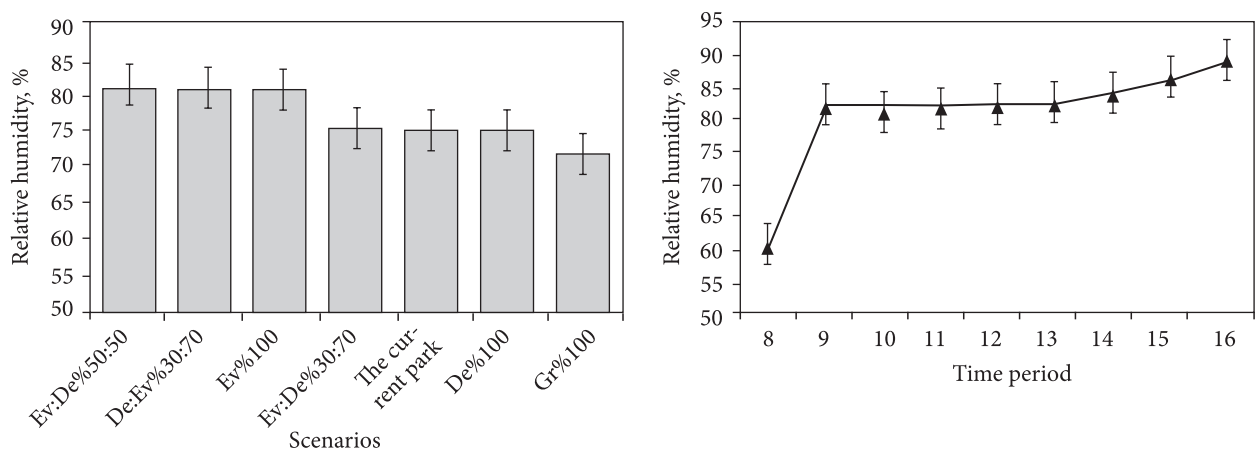 Relative humidity, %
90
85
80
75
70
65
60
55
50
Ev:De%50:50
De:Ev%30:70
Ev%100
Ev:De%30:70
The cur-
rent park
De%100
Gr%100
Scenarios
Relative humidity, %
95
90
85
80
75
70
65
60
55
50
8 9 10 11 12 13 14 15 16
Time period